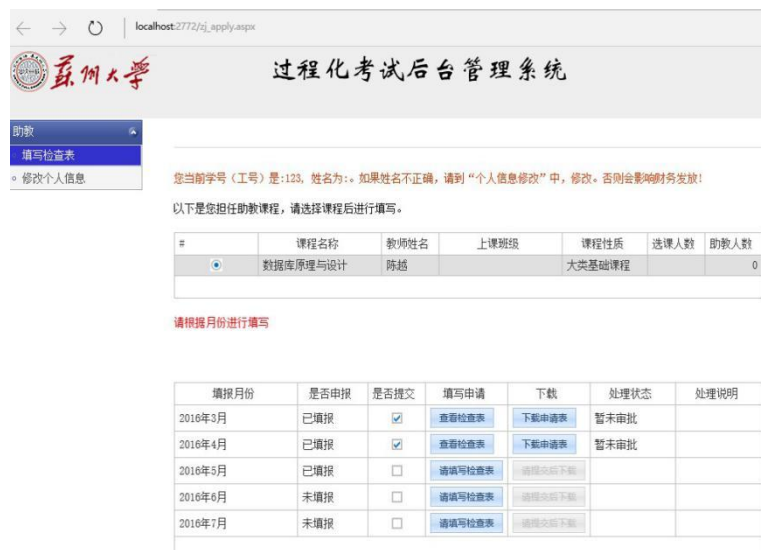 localhost:2772/zj_apply.aspx
蘇州大學
过程化考试后台管理系统
助教
填写检查表
修改个人信息
您当前学号（工号）是:123, 姓名为:。如果姓名不正确，请到“个人信息修改”中，修改。否则会影响财务发放!
以下是您担任助教课程，请选择课程后进行填写。
# 课程名称 教师姓名 上课班级 课程性质 选课人数 助教人数
数据库原理与设计 陈越 大类基础课程 0
请根据月份进行填写
填报月份 是否申报 是否提交 填写申请 下载 处理状态 处理说明
2016年3月 已填报 查看检查表 下载申请表 暂未审批
2016年4月 已填报 查看检查表 下载申请表 暂未审批
2016年5月 已填报 请填写检查表 请提交后下载
2016年6月 未填报 请填写检查表 请提交后下载
2016年7月 未填报 请填写检查表 请提交后下载